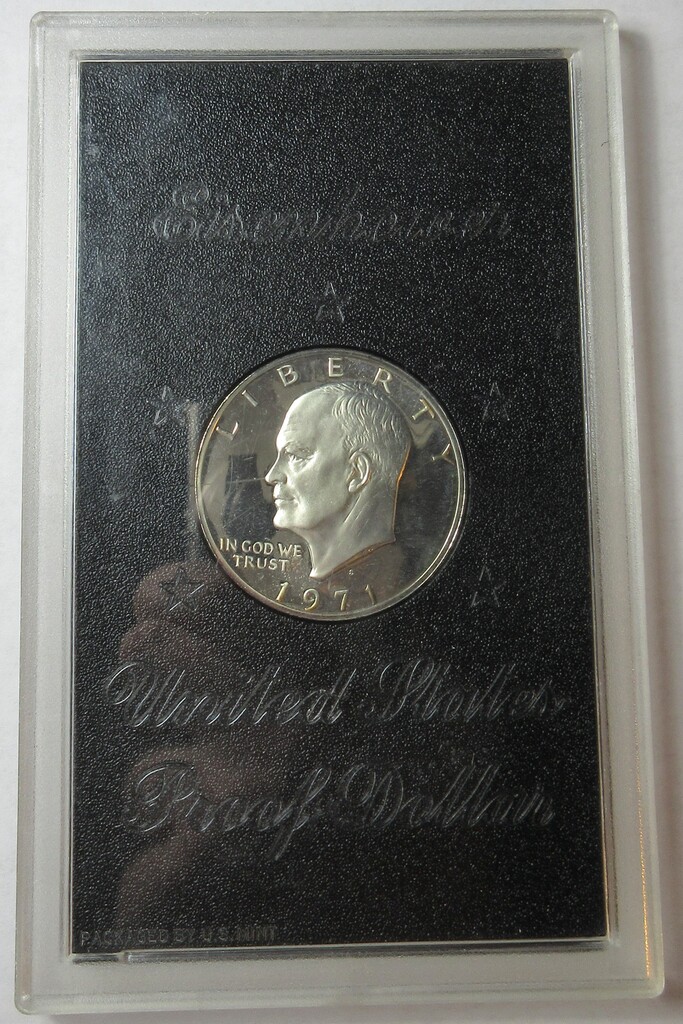 Eisenhower
LIBERTY
IN GOD WE
TRUST
S
1971
United States
Proof Dollar
PACKAGED BY U.S. MINT